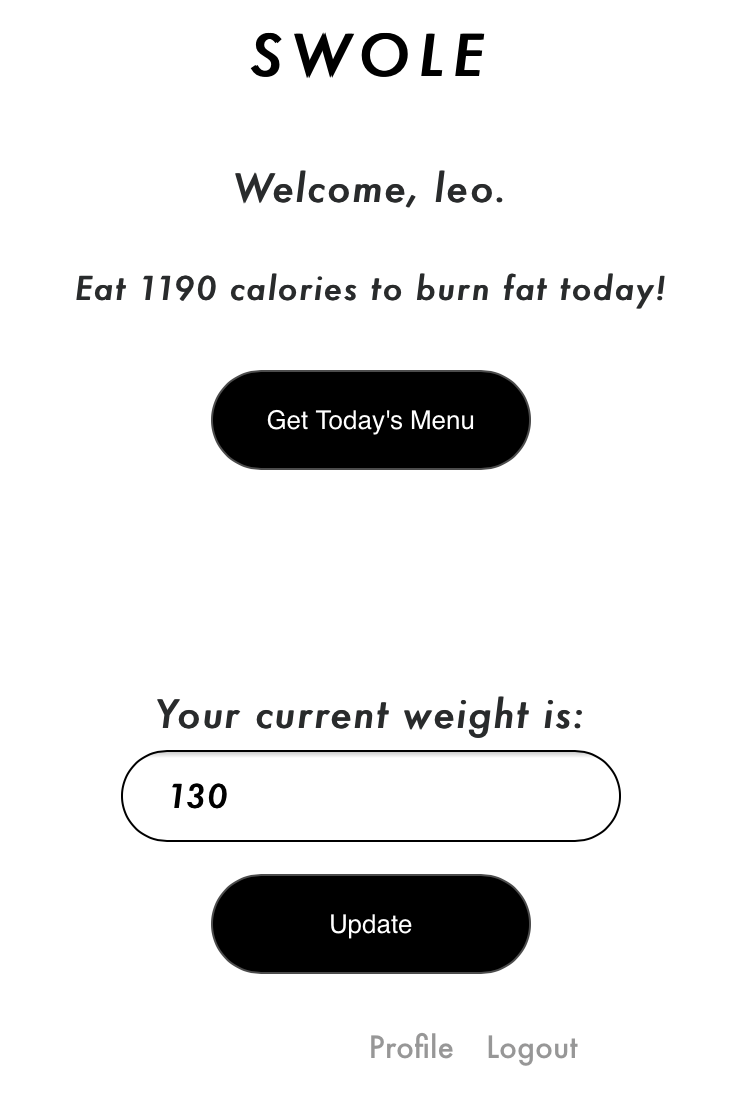 SWOLE
Welcome, leo.
Eat 1190 calories to burn fat today!
Get Today's Menu
Your current weight is:
130
Update
Profile Logout